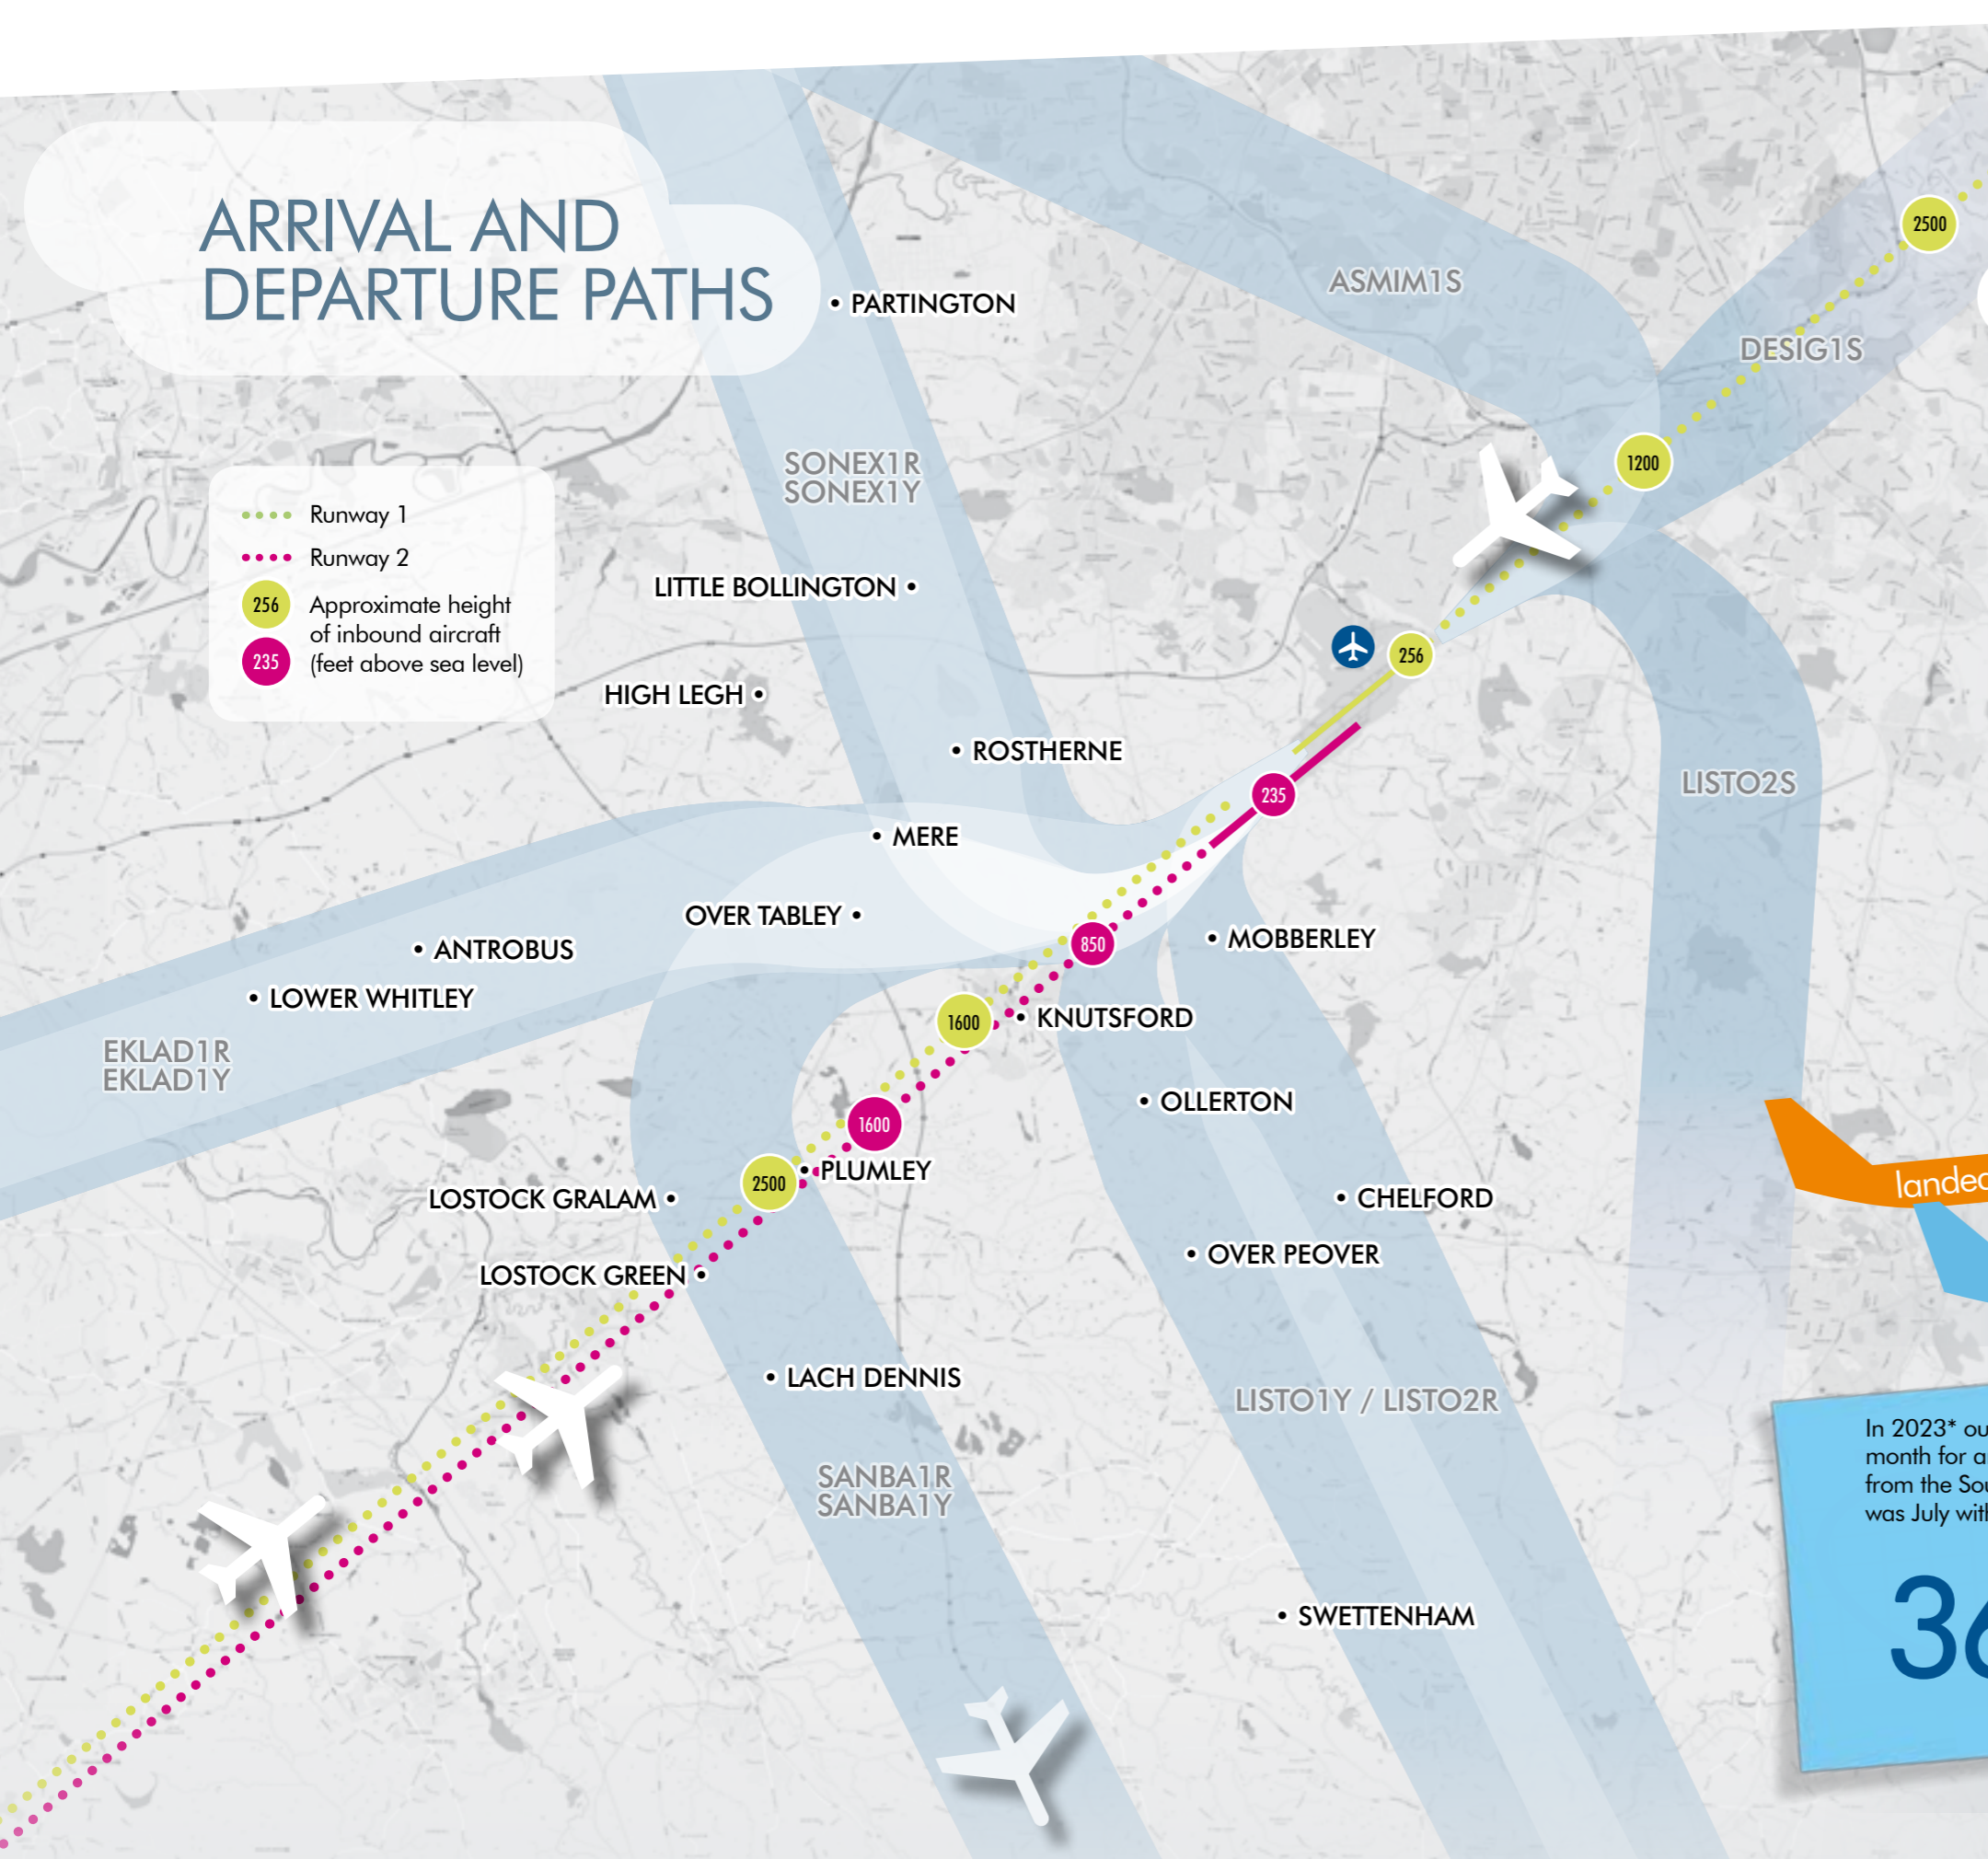 ARRIVAL AND
DEPARTURE PATHS
Runway 1
Runway 2
256
Approximate height
of inbound aircraft
(feet above sea level)
235
PARTINGTON
ASMIM1S
2500
DESIG1S
SONEX1R
SONEX1Y
1200
LITTLE BOLLINGTON
256
HIGH LEGH
ROSTHERNE
LISTO2S
235
MERE
OVER TABLEY
MOBBERLEY
850
ANTROBUS
LOWER WHITLEY
1600
KNUTSFORD
EKLAD1R
EKLAD1Y
OLLERTON
1600
PLUMLEY
2500
LOSTOCK GRALAM
CHELFORD
landed
OVER PEOVER
LOSTOCK GREEN
LACH DENNIS
LISTO1Y / LISTO2R
SANBA1R
SANBA1Y
SWETTENHAM
In 2023* ou
month for a
from the Sou
was July with
36